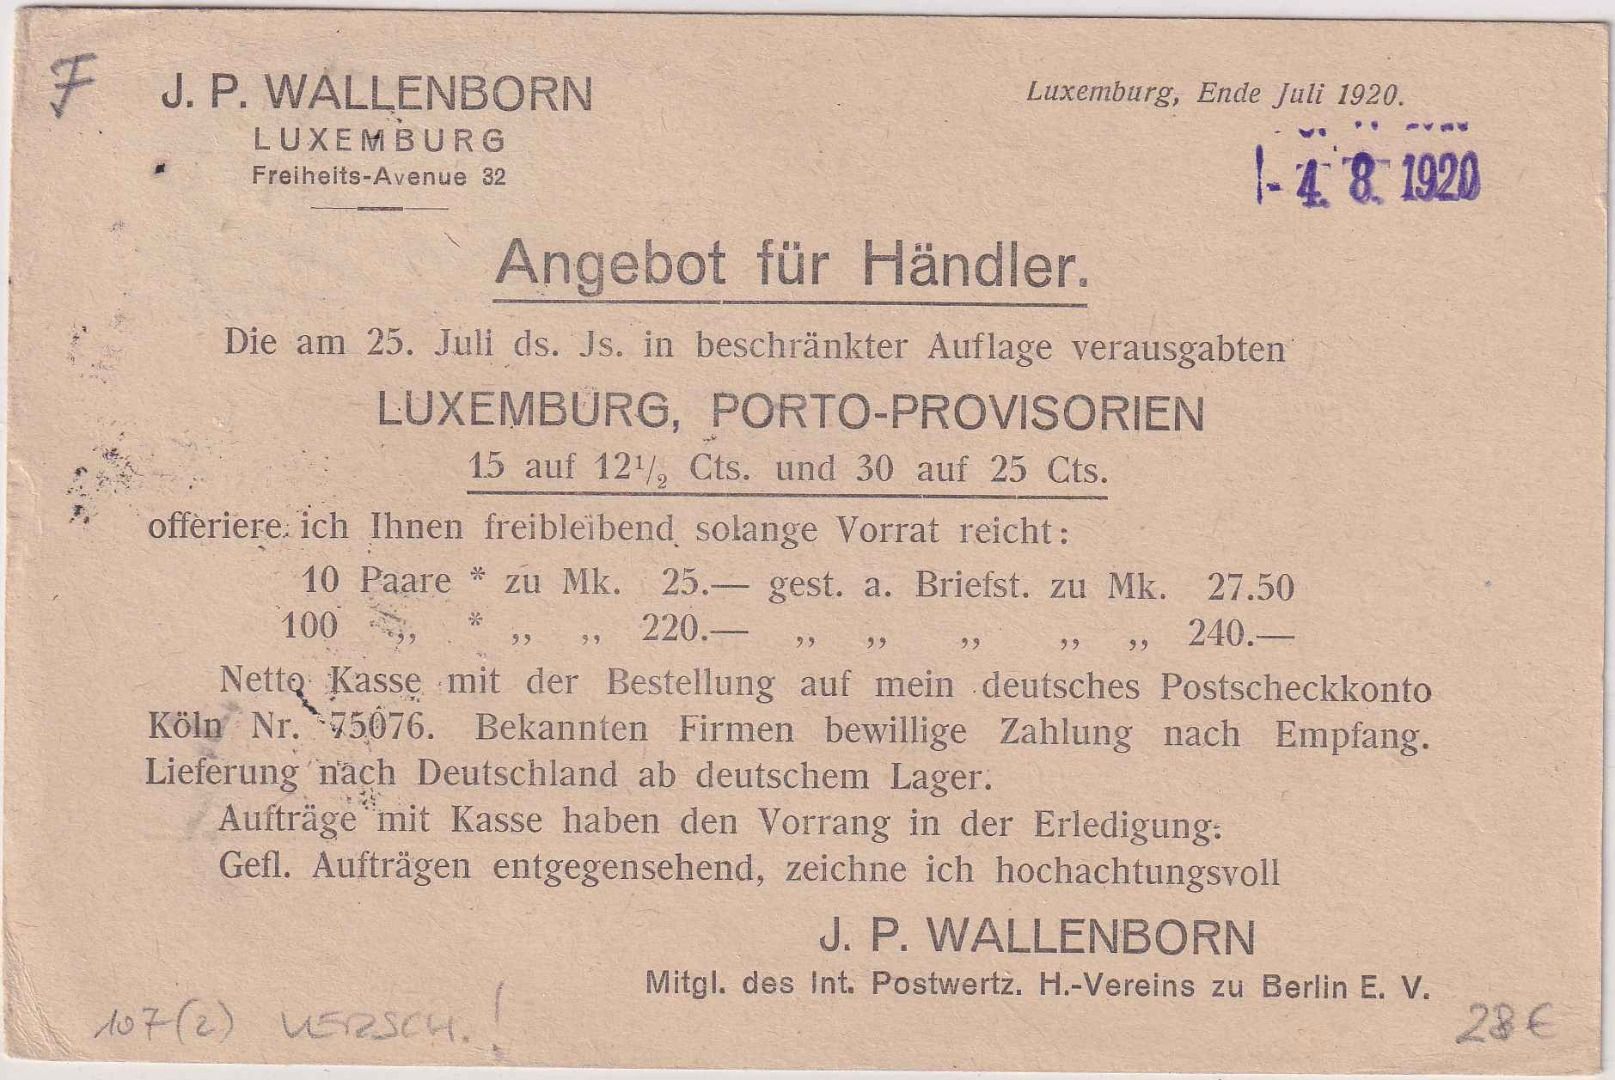 F
J. P. WALLENBORN
LUXEMBURG
Freiheits-Avenue 32
Luxemburg, Ende Juli 1920.
- 4. 8. 1920
Angebot für Händler.
Die am 25. Juli ds. Js. in beschränkter Auflage verausgabten
LUXEMBURG, PORTO-PROVISORIEN
15 auf 12¹/₂ Cts. und 30 auf 25 Cts.
offeriere ich Ihnen freibleibend solange Vorrat reicht:
10 Paare * zu Mk. 25.— gest. a. Briefst. zu Mk. 27.50
100 ,, * ,, ,, 220.— ,, ,, ,, ,, ,, 240.—
Netto Kasse mit der Bestellung auf mein deutsches Postscheckkonto
Köln Nr. 75076. Bekannten Firmen bewillige Zahlung nach Empfang.
Lieferung nach Deutschland ab deutschem Lager.
Aufträge mit Kasse haben den Vorrang in der Erledigung.
Gefl. Aufträgen entgegensehend, zeichne ich hochachtungsvoll
J. P. WALLENBORN
Mitgl. des Int. Postwertz. H.-Vereins zu Berlin E. V.
107(2) VERSCH. !
28€